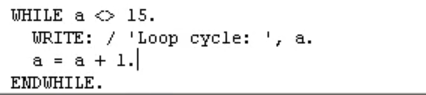 WHILE a <> 15.
WRITE: / 'Loop cycle: ', a.
a = a + 1.
ENDWHILE.